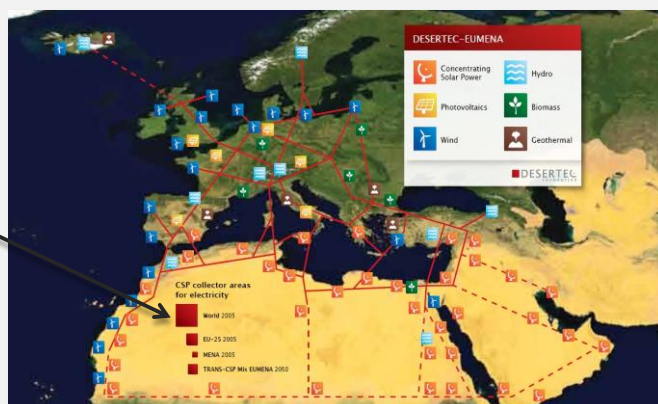 DESERTEC-EUMENA
Concentrating
Solar Power
Hydro
Photovoltaics
Biomass
Wind
Geothermal
DESERTEC
FOUNDATION
CSP collector areas
for electricity
World 2005
EU-25 2005
MENA 2005
TRANS-CSP Mix EUMENA 2050